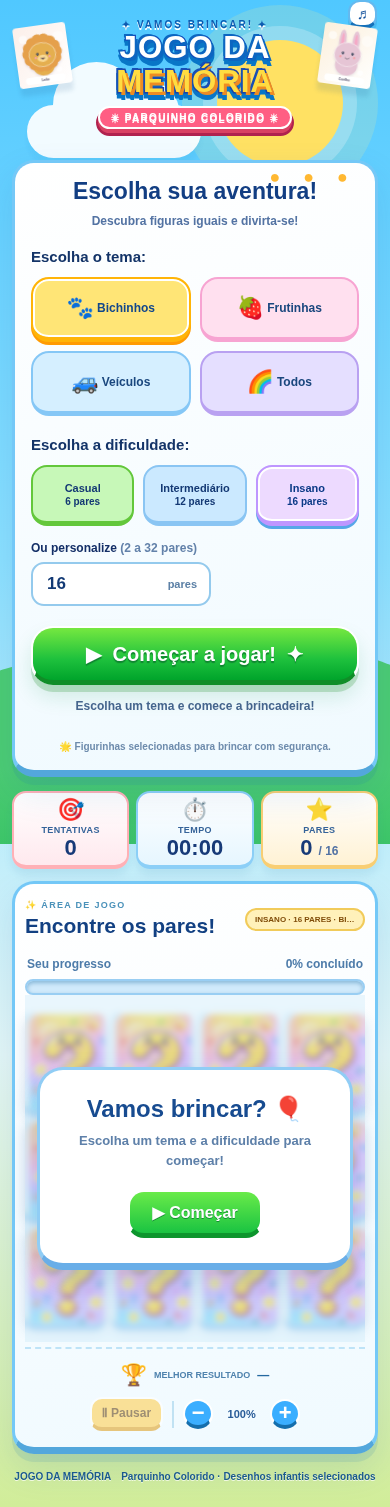 ✦ VAMOS BRINCAR! ✦
JOGO DA
MEMÓRIA
✳ PARQUINHO COLORIDO ✳
Escolha sua aventura!
Descubra figuras iguais e divirta-se!
Escolha o tema:
🐾 Bichinhos
🍓 Frutinhas
🚙 Veículos
🌈 Todos
Escolha a dificuldade:
Casual
6 pares
Intermediário
12 pares
Insano
16 pares
Ou personalize (2 a 32 pares)
16 pares
▶ Começar a jogar! ✦
Escolha um tema e comece a brincadeira!
🌟 Figurinhas selecionadas para brincar com segurança.
TENTATIVAS
0
TEMPO
00:00
PARES
0 / 16
✨ ÁREA DE JOGO
Encontre os pares!
INSANO · 16 PARES · BI…
Seu progresso
0% concluído
Vamos brincar? 🎈
Escolha um tema e a dificuldade para
começar!
▶ Começar
🏆 MELHOR RESULTADO —
Ⅱ Pausar
− 100% +
JOGO DA MEMÓRIA Parquinho Colorido · Desenhos infantis selecionados